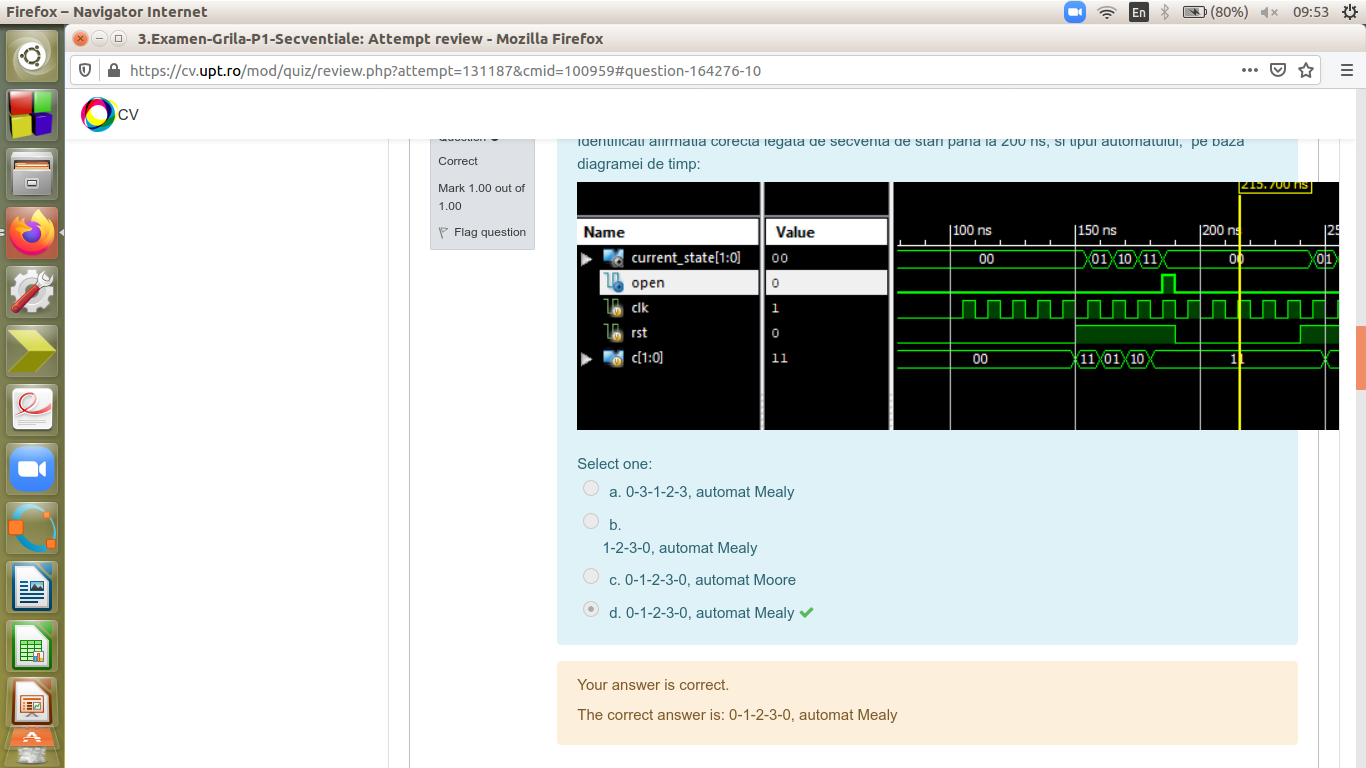 Firefox – Navigator Internet
En
(80%)
09:53
3.Examen-Grila-P1-Secventiale: Attempt review - Mozilla Firefox
https://cv.upt.ro/mod/quiz/review.php?attempt=131187&cmid=100959#question-164276-10
CV
Question
Correct
Mark 1.00 out of
1.00
Flag question
Identificati afirmatia corecta legata de secventa de stari pana la 200 ns, si tipul automatului, pe baza
diagramei de timp:
215.700 ns
Name Value 100 ns 150 ns 200 ns 25
current_state[1:0] 00 00 01 10 11 00 01
open 0
clk 1
rst 0
c[1:0] 11 00 11 01 10 11
Select one:
a. 0-3-1-2-3, automat Mealy
b.
1-2-3-0, automat Mealy
c. 0-1-2-3-0, automat Moore
d. 0-1-2-3-0, automat Mealy
Your answer is correct.
The correct answer is: 0-1-2-3-0, automat Mealy